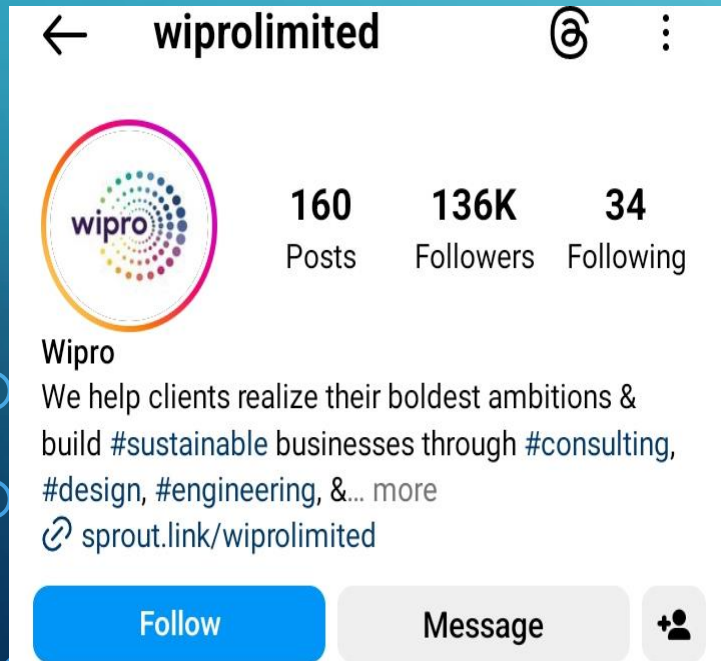 wiprolimited
wipro
160 136K 34
Posts Followers Following
Wipro
We help clients realize their boldest ambitions &
build #sustainable businesses through #consulting,
#design, #engineering, &... more
sprout.link/wiprolimited
Follow Message